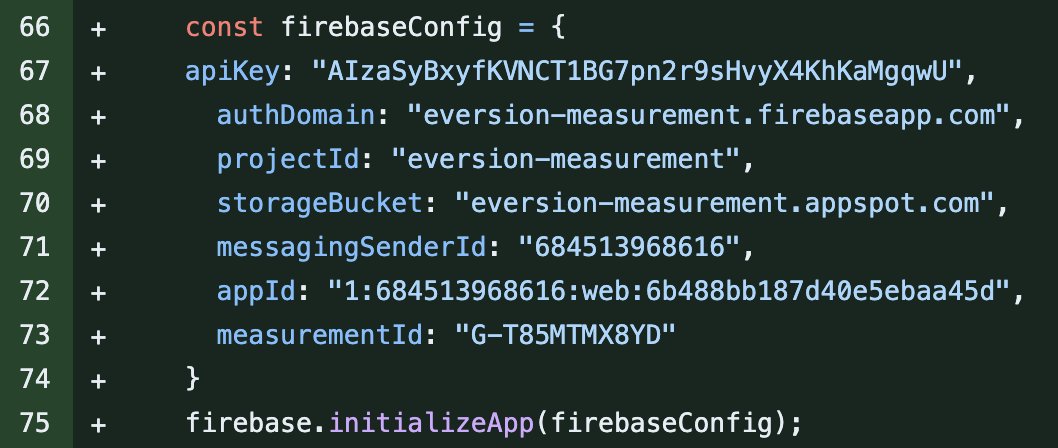 66 + const firebaseConfig = {
67 + apiKey: "AIzaSyBxyfKVNCT1BG7pn2r9sHvyX4KhKaMgqwU",
68 + authDomain: "eversion-measurement.firebaseapp.com",
69 + projectId: "eversion-measurement",
70 + storageBucket: "eversion-measurement.appspot.com",
71 + messagingSenderId: "684513968616",
72 + appId: "1:684513968616:web:6b488bb187d40e5ebaa45d",
73 + measurementId: "G-T85MTMX8YD"
74 + }
75 + firebase.initializeApp(firebaseConfig);